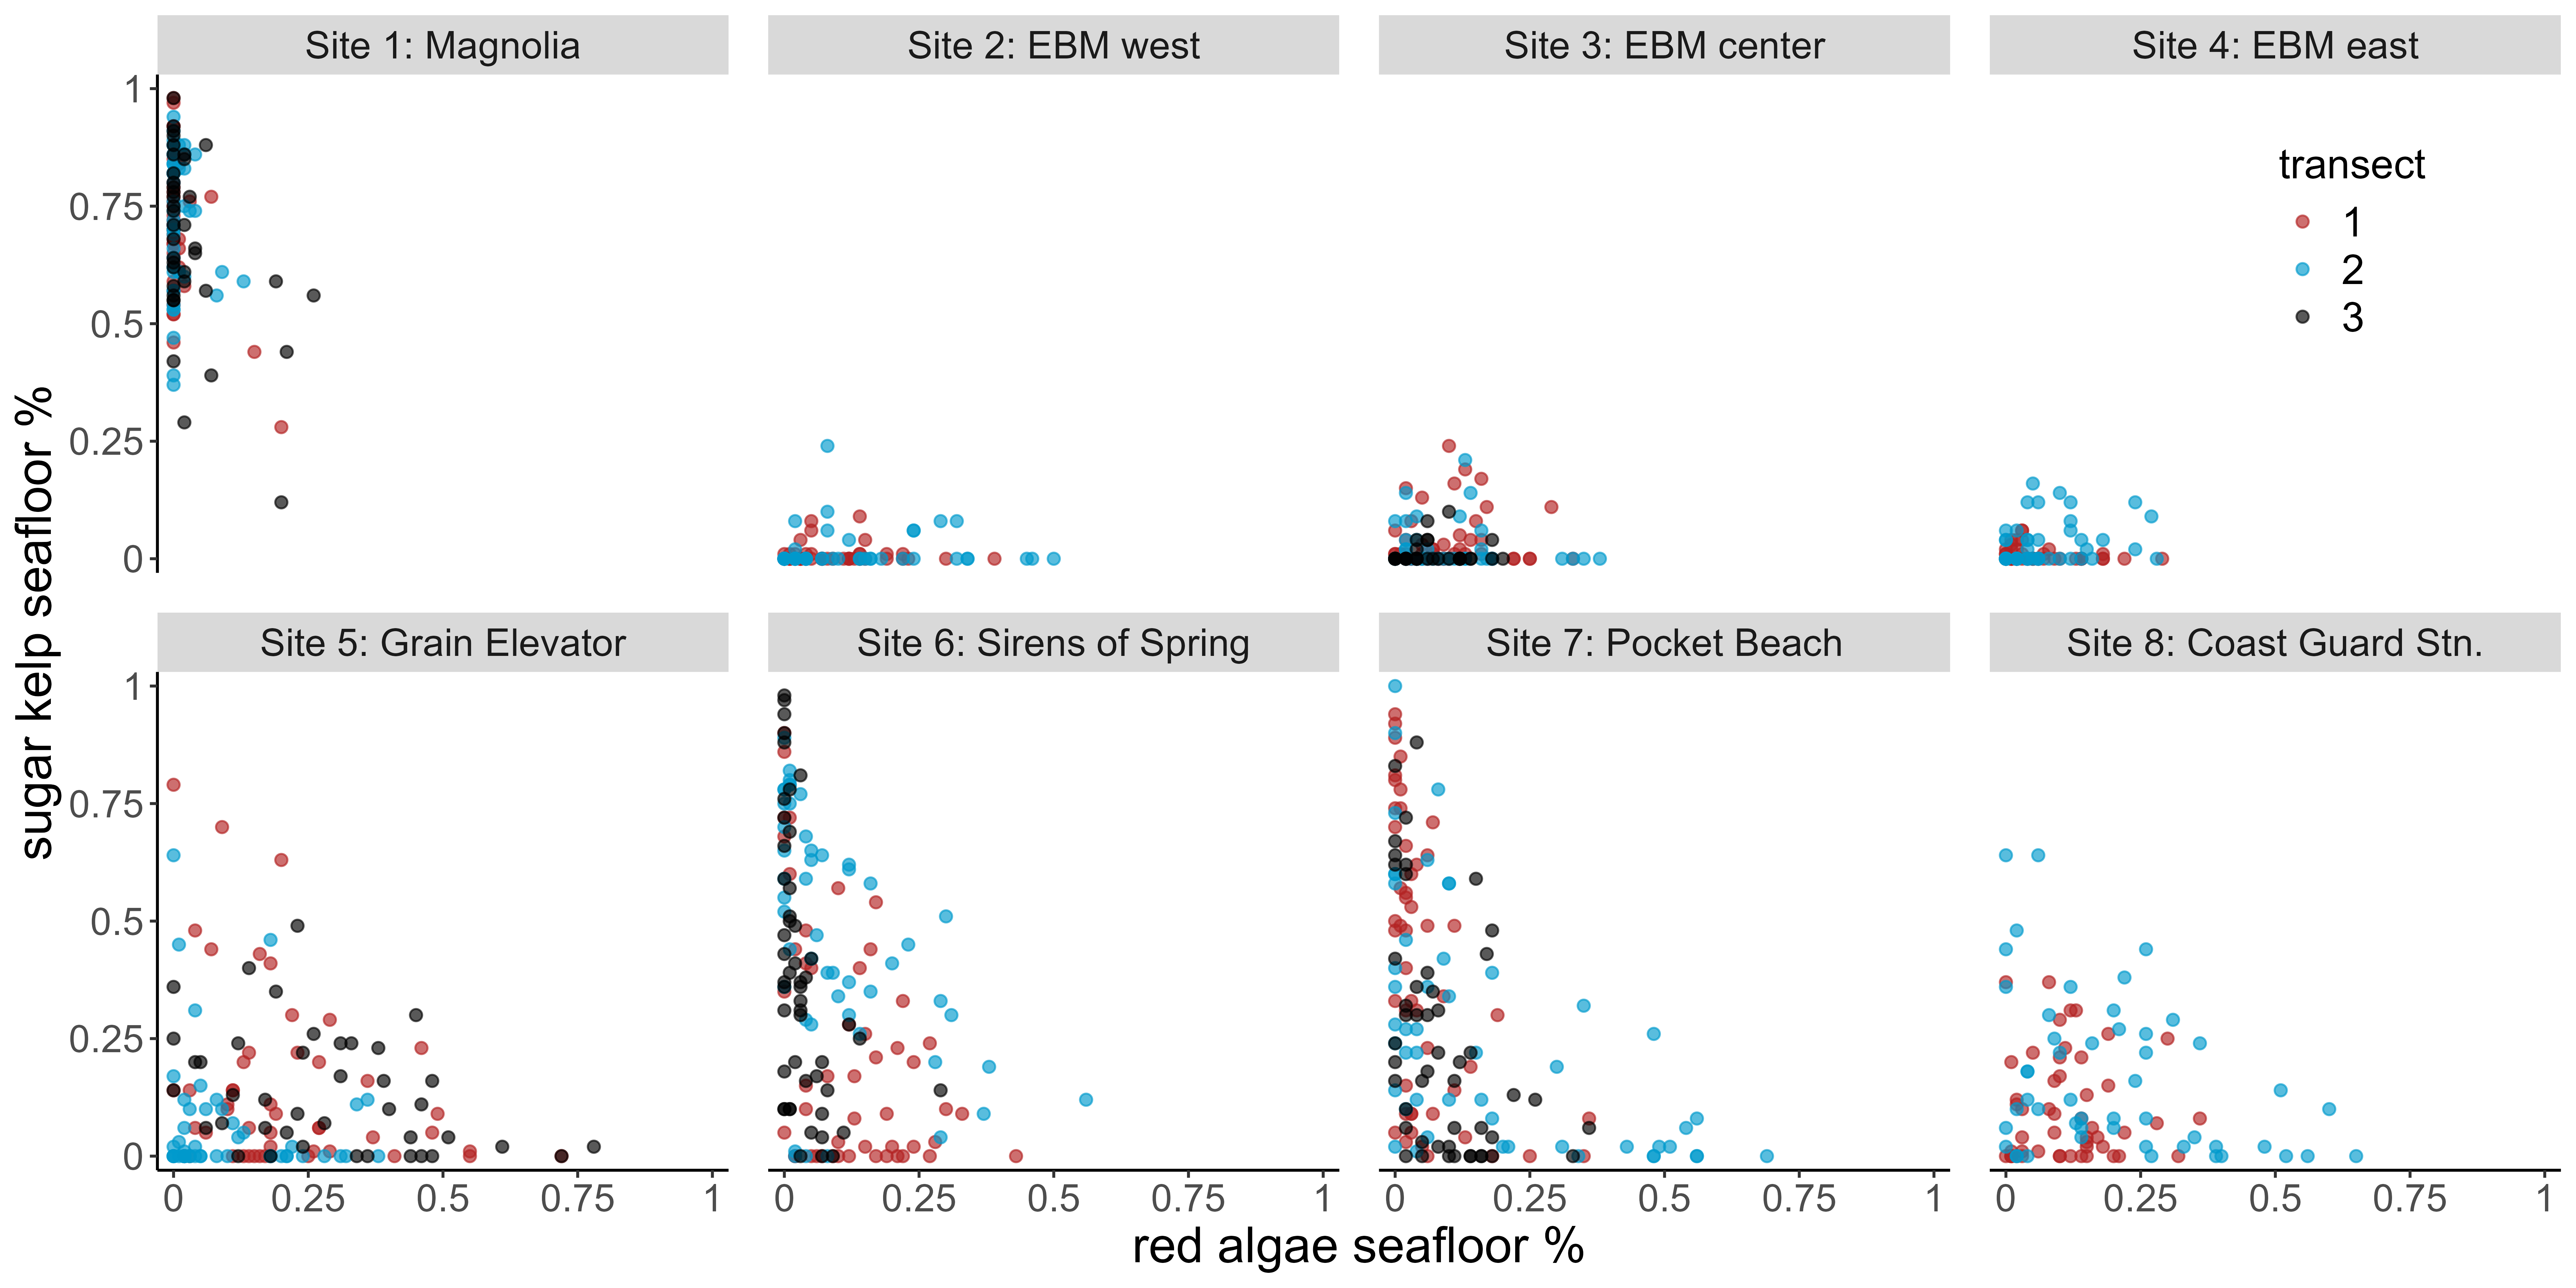 Site 1: Magnolia
Site 2: EBM west
Site 3: EBM center
Site 4: EBM east
1
0.75
0.5
0.25
0
transect
1
2
3
sugar kelp seafloor %
Site 5: Grain Elevator
Site 6: Sirens of Spring
Site 7: Pocket Beach
Site 8: Coast Guard Stn.
1
0.75
0.5
0.25
0
0 0.25 0.5 0.75 1
0 0.25 0.5 0.75 1
0 0.25 0.5 0.75 1
0 0.25 0.5 0.75 1
red algae seafloor %